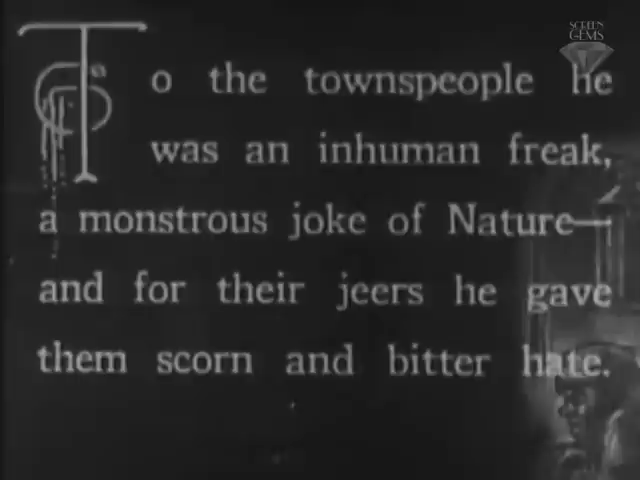 SCREEN
GEMS
To the townspeople he
was an inhuman freak,
a monstrous joke of Nature—
and for their jeers he gave
them scorn and bitter hate.